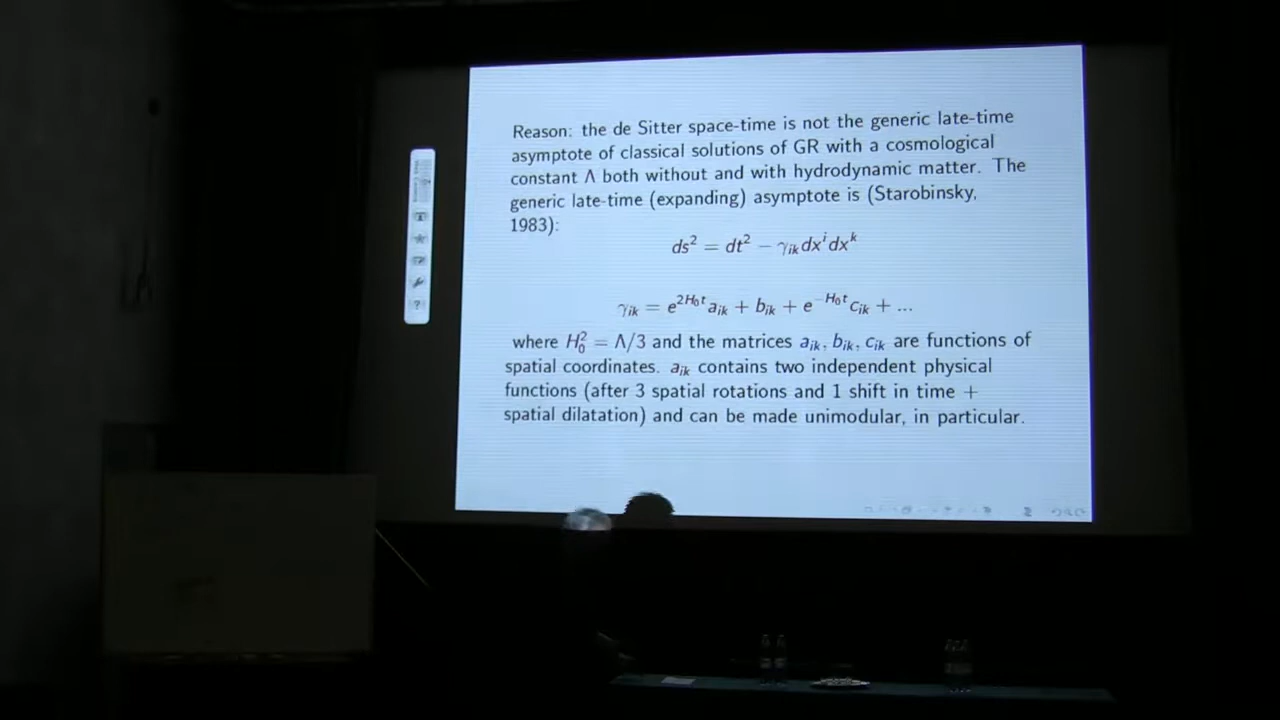 Reason: the de Sitter space-time is not the generic late-time
asymptote of classical solutions of GR with a cosmological
constant Λ both without and with hydrodynamic matter. The
generic late-time (expanding) asymptote is (Starobinsky,
1983):
ds² = dt² − γ_ik dx^i dx^k
γ_ik = e^{2H₀t} a_ik + b_ik + e^{−H₀t} c_ik + ...
where H₀² = Λ/3 and the matrices a_ik, b_ik, c_ik are functions of
spatial coordinates. a_ik contains two independent physical
functions (after 3 spatial rotations and 1 shift in time +
spatial dilatation) and can be made unimodular, in particular.
?